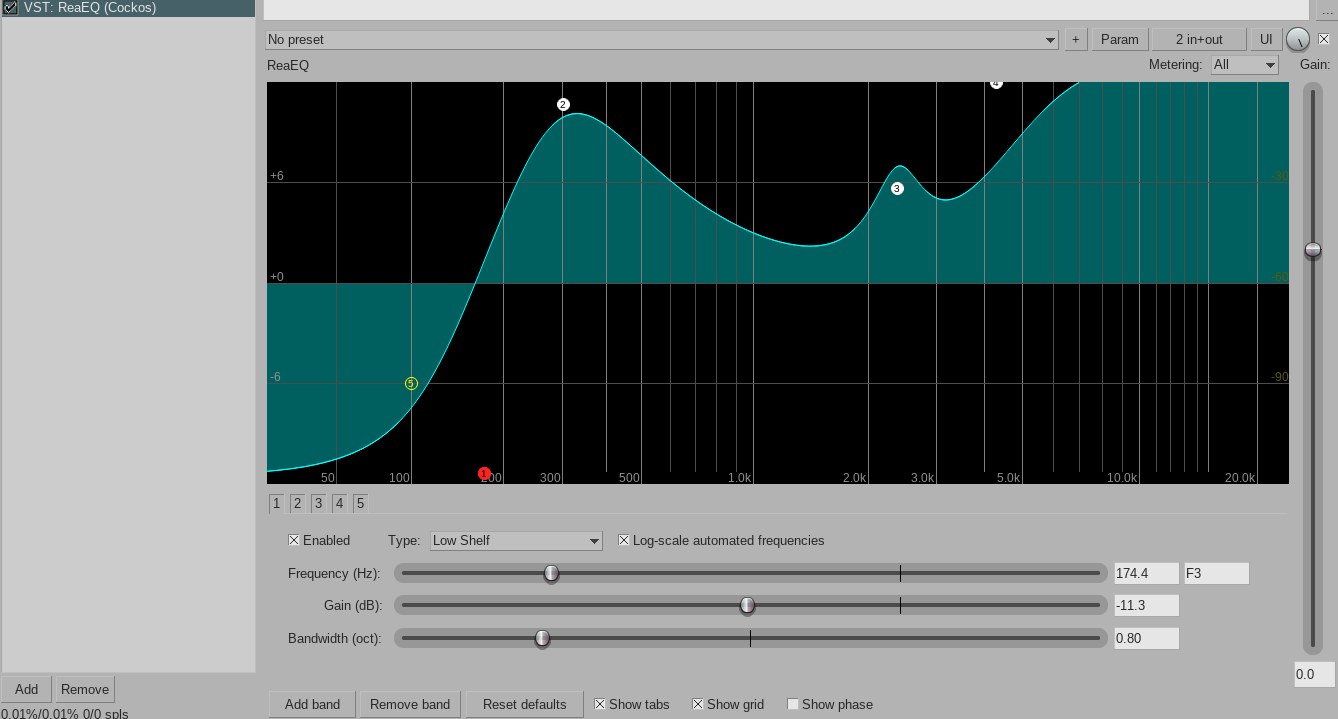 VST: ReaEQ (Cockos)
...
No preset + Param 2 in+out UI
ReaEQ Metering: All Gain:
2
4
+6 -30
3
+0 -60
-6 -90
5
1
50 100 200 300 500 1.0k 2.0k 3.0k 5.0k 10.0k 20.0k
1 2 3 4 5
Enabled Type: Low Shelf Log-scale automated frequencies
Frequency (Hz): 174.4 F3
Gain (dB): -11.3
Bandwidth (oct): 0.80
0.0
Add Remove
Add band Remove band Reset defaults Show tabs Show grid Show phase
0.01%/0.01% 0/0 spls